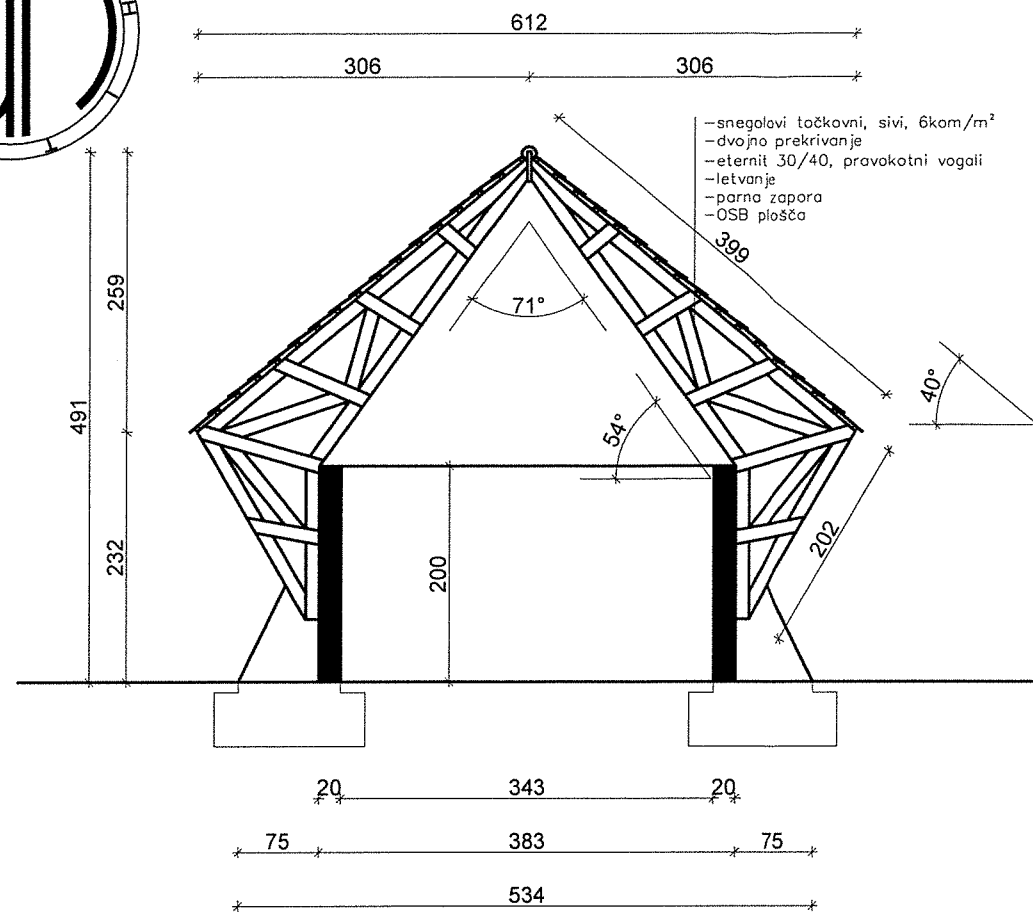 H
I
612
306 306
-snegolovi točkovni, sivi, 6kom/m²
-dvojno prekrivanje
-eternit 30/40, pravokotni vogali
-letvanje
-parna zapora
-OSB plošča
399
259
71°
491
40°
54°
232
200
202
20 343 20
75 383 75
534